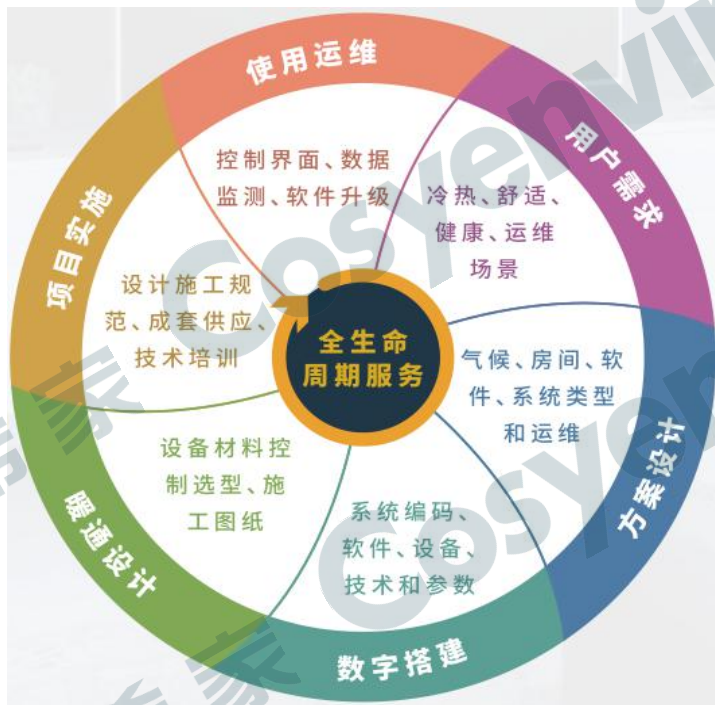 使用运维
控制界面、数据
监测、软件升级
用户需求
冷热、舒适、
健康、运维
场景
方案设计
气候、房间、软
件、系统类型
和运维
数字搭建
系统编码、
软件、设备、
技术和参数
暖通设计
设备材料控
制选型、施
工图纸
项目实施
设计施工规
范、成套供应、
技术培训
全生命
周期服务
Cosyenvi
Cosyen
家
家